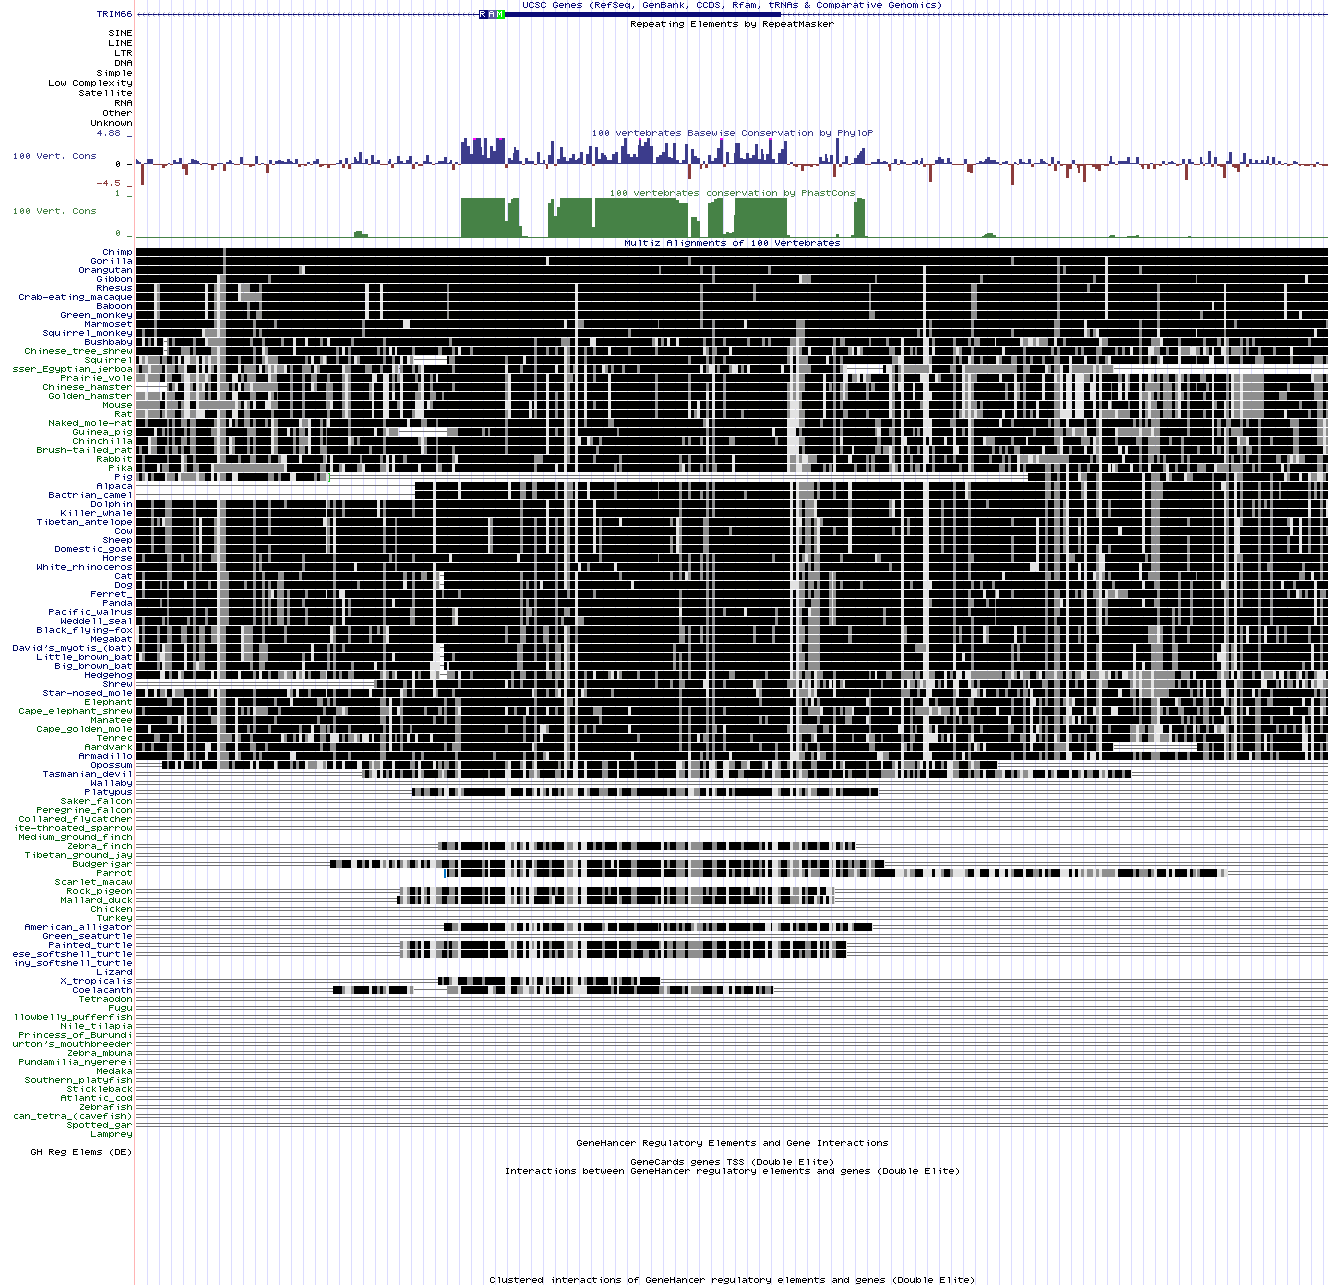 UCSC Genes (RefSeq, GenBank, CCDS, Rfam, tRNAs & Comparative Genomics)
TRIM66
R A M
Repeating Elements by RepeatMasker
SINE
LINE
LTR
DNA
Simple
Low Complexity
Satellite
RNA
Other
Unknown
4.88 _
100 vertebrates Basewise Conservation by PhyloP
100 Vert. Cons
0 _
-4.5 _
1 _
100 vertebrates conservation by PhastCons
100 Vert. Cons
0 _
Multiz Alignments of 100 Vertebrates
Chimp
Gorilla
Orangutan
Gibbon
Rhesus
Crab-eating_macaque
Baboon
Green_monkey
Marmoset
Squirrel_monkey
Bushbaby
Chinese_tree_shrew
Squirrel
sser_Egyptian_jerboa
Prairie_vole
Chinese_hamster
Golden_hamster
Mouse
Rat
Naked_mole-rat
Guinea_pig
Chinchilla
Brush-tailed_rat
Rabbit
Pika
Pig
Alpaca
Bactrian_camel
Dolphin
Killer_whale
Tibetan_antelope
Cow
Sheep
Domestic_goat
Horse
White_rhinoceros
Cat
Dog
Ferret_
Panda
Pacific_walrus
Weddell_seal
Black_flying-fox
Megabat
David's_myotis_(bat)
Little_brown_bat
Big_brown_bat
Hedgehog
Shrew
Star-nosed_mole
Elephant
Cape_elephant_shrew
Manatee
Cape_golden_mole
Tenrec
Aardvark
Armadillo
Opossum
Tasmanian_devil
Wallaby
Platypus
Saker_falcon
Peregrine_falcon
Collared_flycatcher
ite-throated_sparrow
Medium_ground_finch
Zebra_finch
Tibetan_ground_jay
Budgerigar
Parrot
Scarlet_macaw
Rock_pigeon
Mallard_duck
Chicken
Turkey
American_alligator
Green_seaturtle
Painted_turtle
ese_softshell_turtle
iny_softshell_turtle
Lizard
X_tropicalis
Coelacanth
Tetraodon
Fugu
llowbelly_pufferfish
Nile_tilapia
Princess_of_Burundi
urton's_mouthbreeder
Zebra_mbuna
Pundamilia_nyererei
Medaka
Southern_platyfish
Stickleback
Atlantic_cod
Zebrafish
can_tetra_(cavefish)
Spotted_gar
Lamprey
GeneHancer Regulatory Elements and Gene Interactions
GH Reg Elems (DE)
GeneCards genes TSS (Double Elite)
Interactions between GeneHancer regulatory elements and genes (Double Elite)
Clustered interactions of GeneHancer regulatory elements and genes (Double Elite)